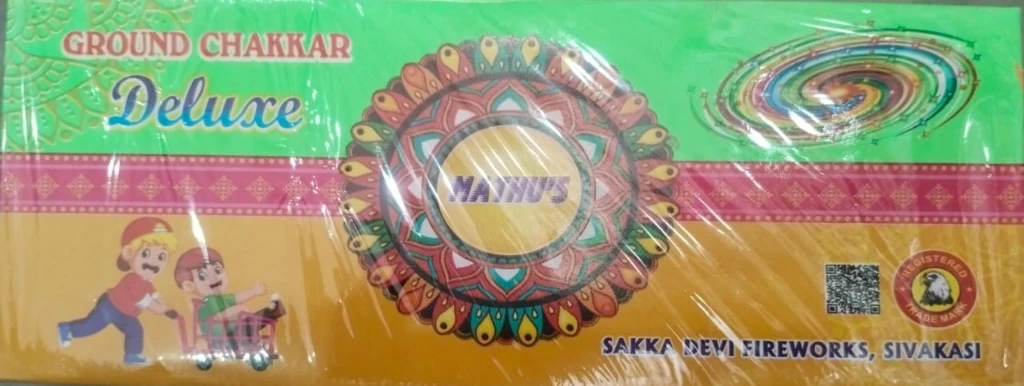 GROUND CHAKKAR
Deluxe
MATHU'S
REGISTERED
TRADE MARK
SAKKA DEVI FIREWORKS, SIVAKASI